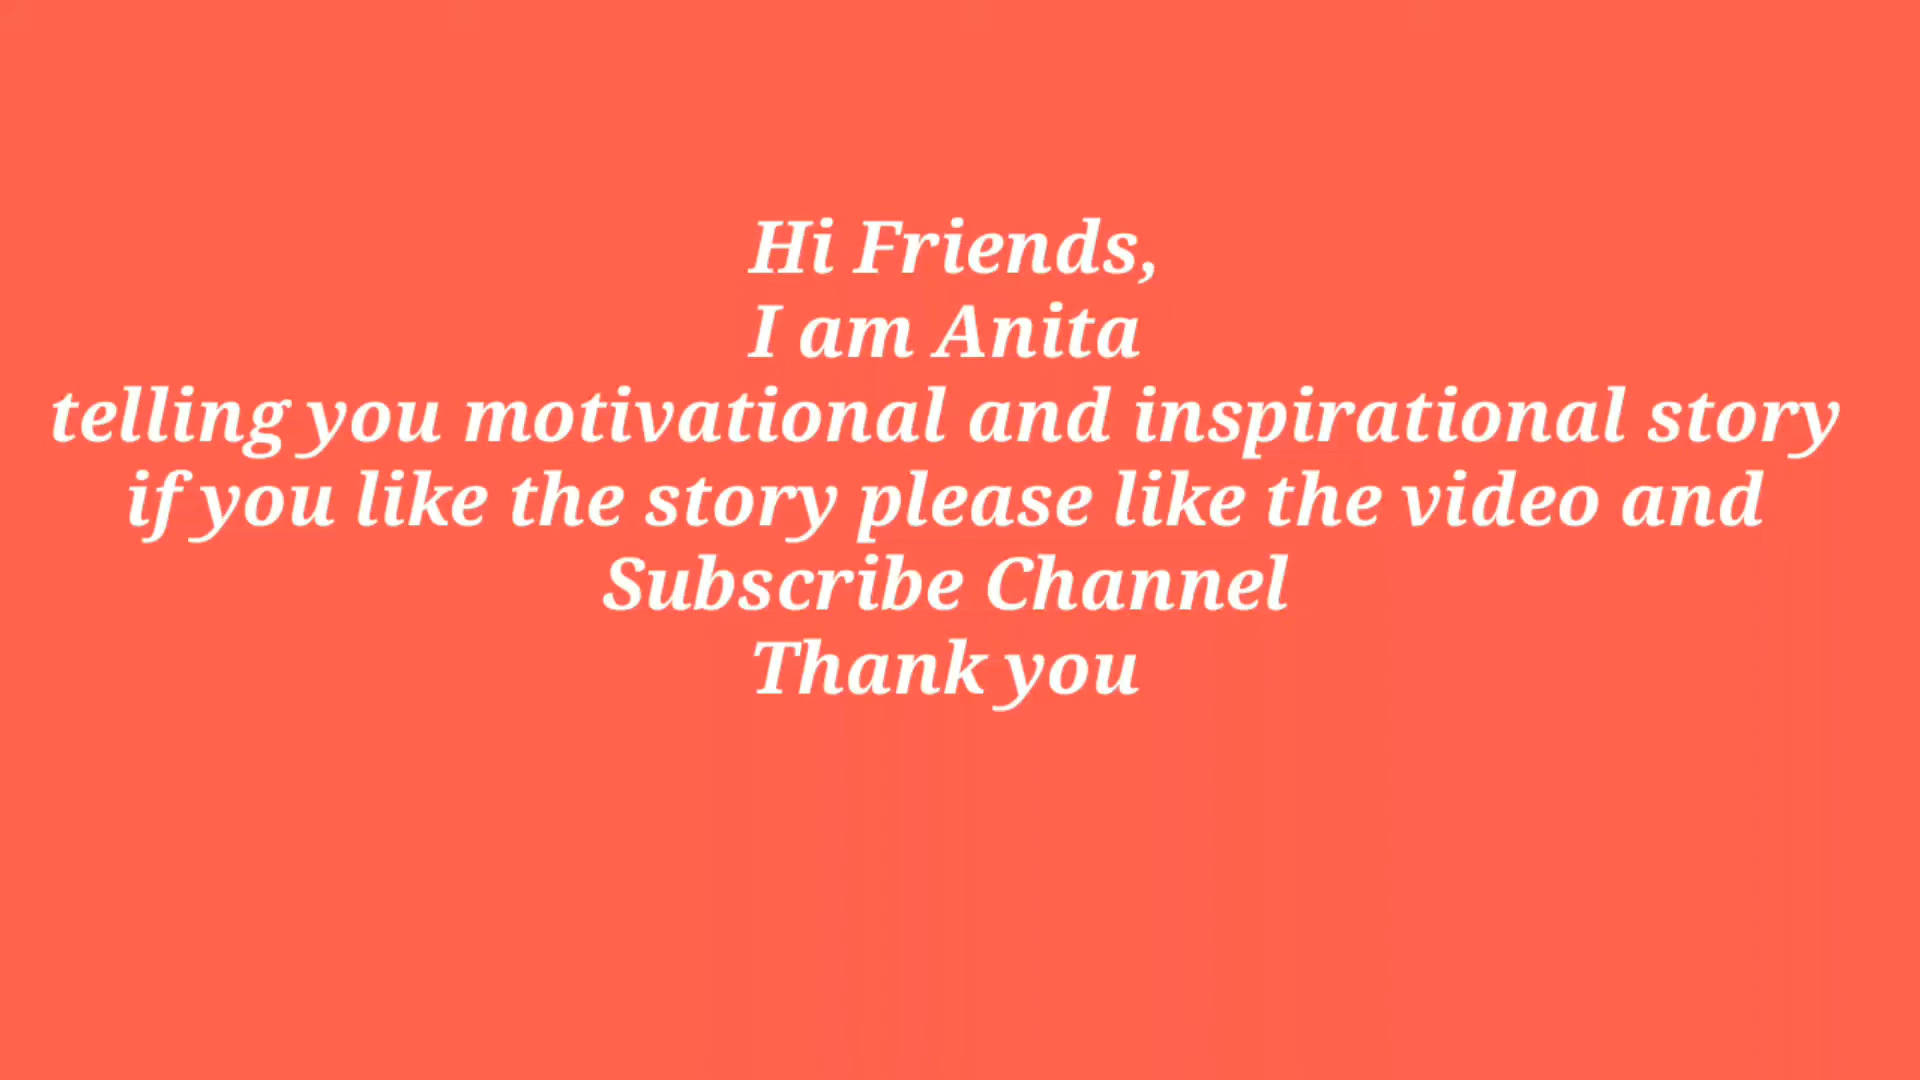 Hi Friends,
I am Anita
telling you motivational and inspirational story
if you like the story please like the video and
Subscribe Channel
Thank you